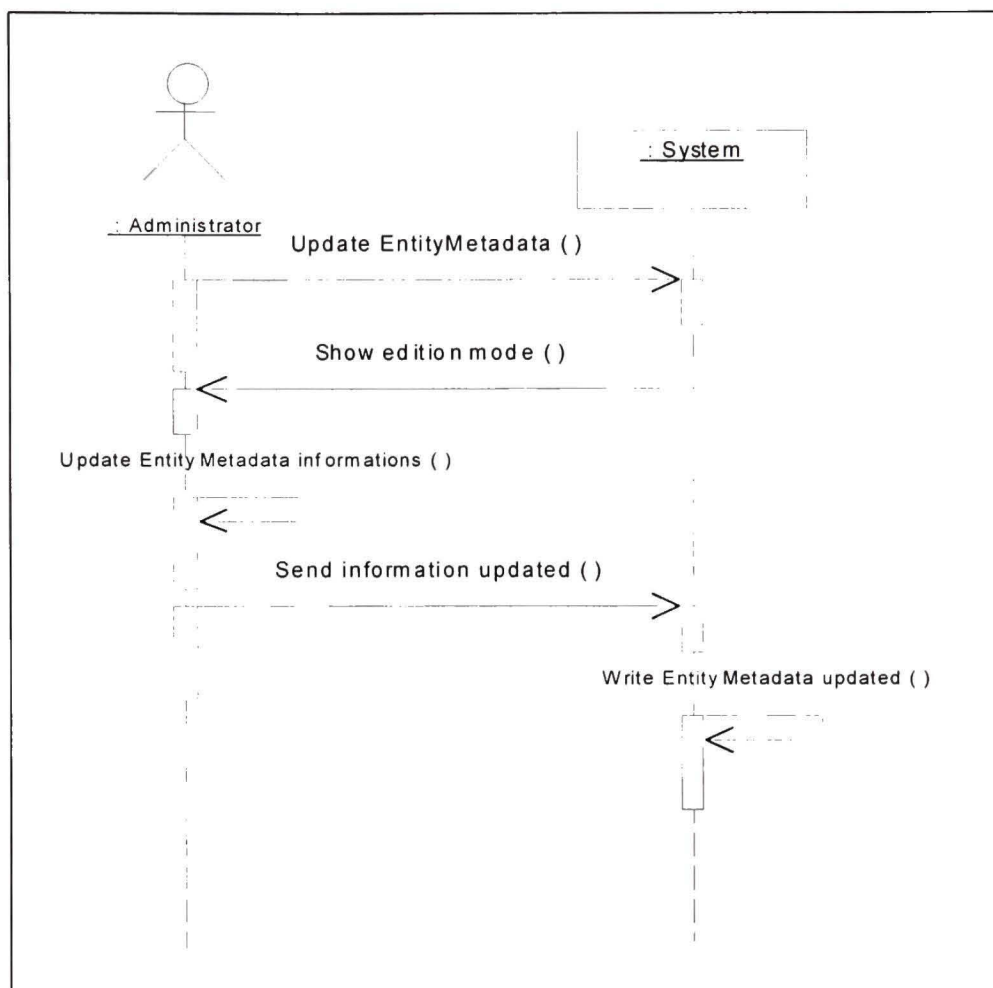 : System
: Administrator
Update EntityMetadata ( )
Show edition mode ( )
Update Entity Metadata informations ( )
Send information updated ( )
Write Entity Metadata updated ( )